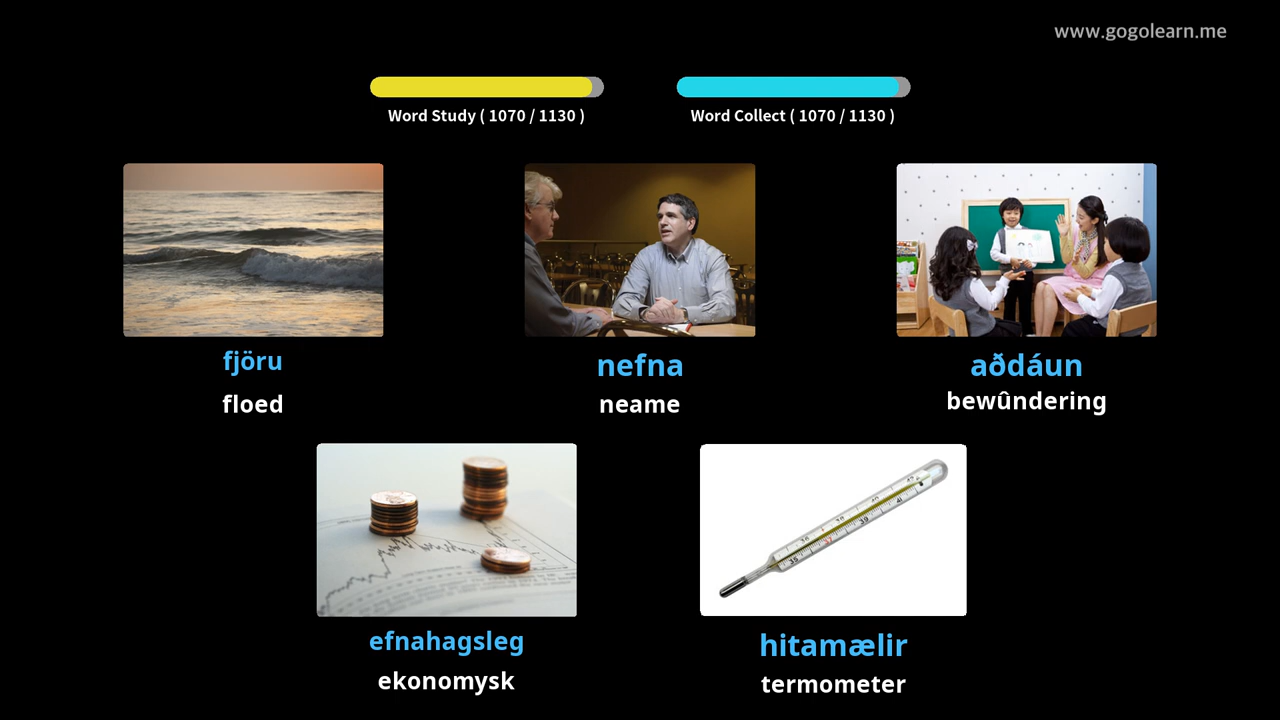 www.gogolearn.me
Word Study ( 1070 / 1130 )
Word Collect ( 1070 / 1130 )
fjöru
nefna
aðdáun
floed
neame
bewûndering
efnahagsleg
hitamælir
ekonomysk
termometer